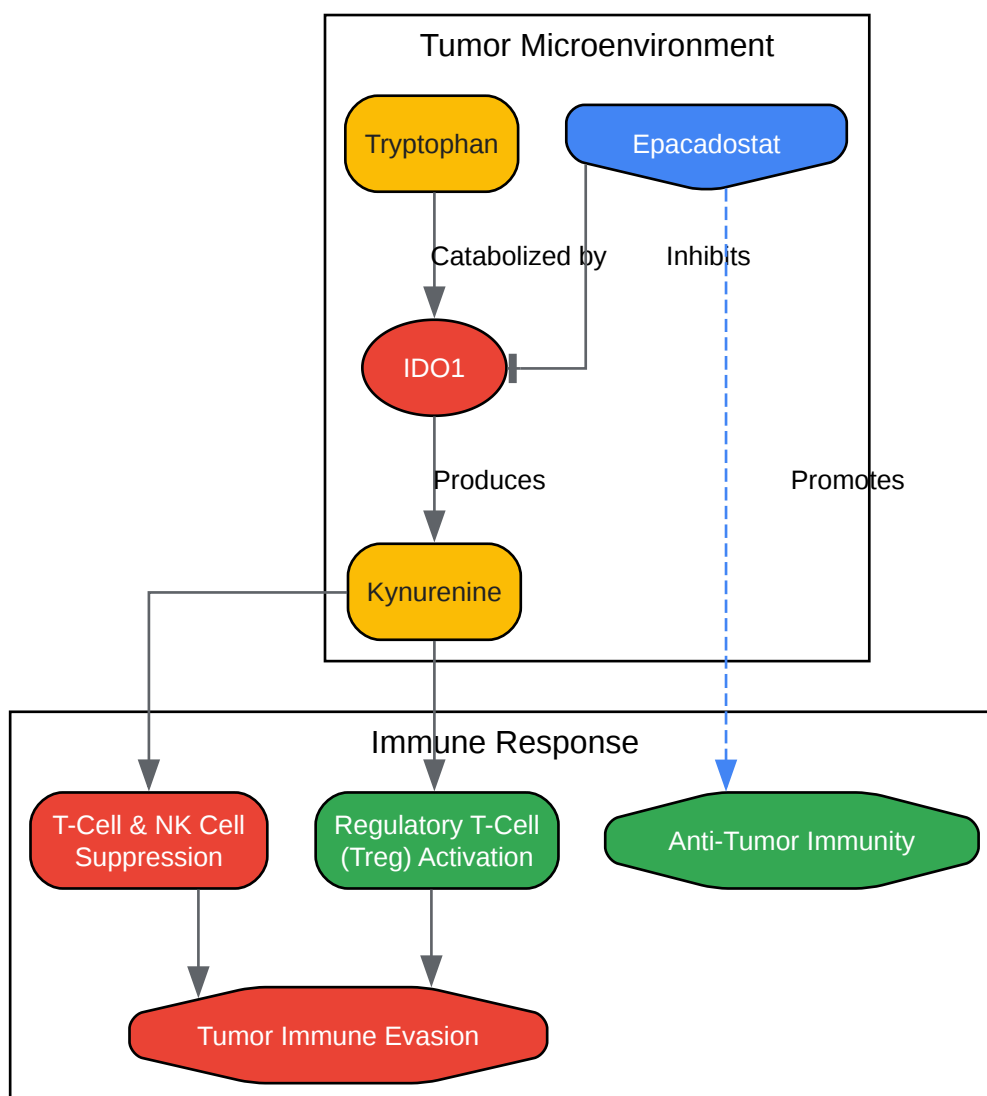 Tumor Microenvironment
Tryptophan
Epacadostat
Catabolized by
Inhibits
IDO1
Produces
Promotes
Kynurenine
Immune Response
T-Cell & NK Cell
Suppression
Regulatory T-Cell
(Treg) Activation
Anti-Tumor Immunity
Tumor Immune Evasion